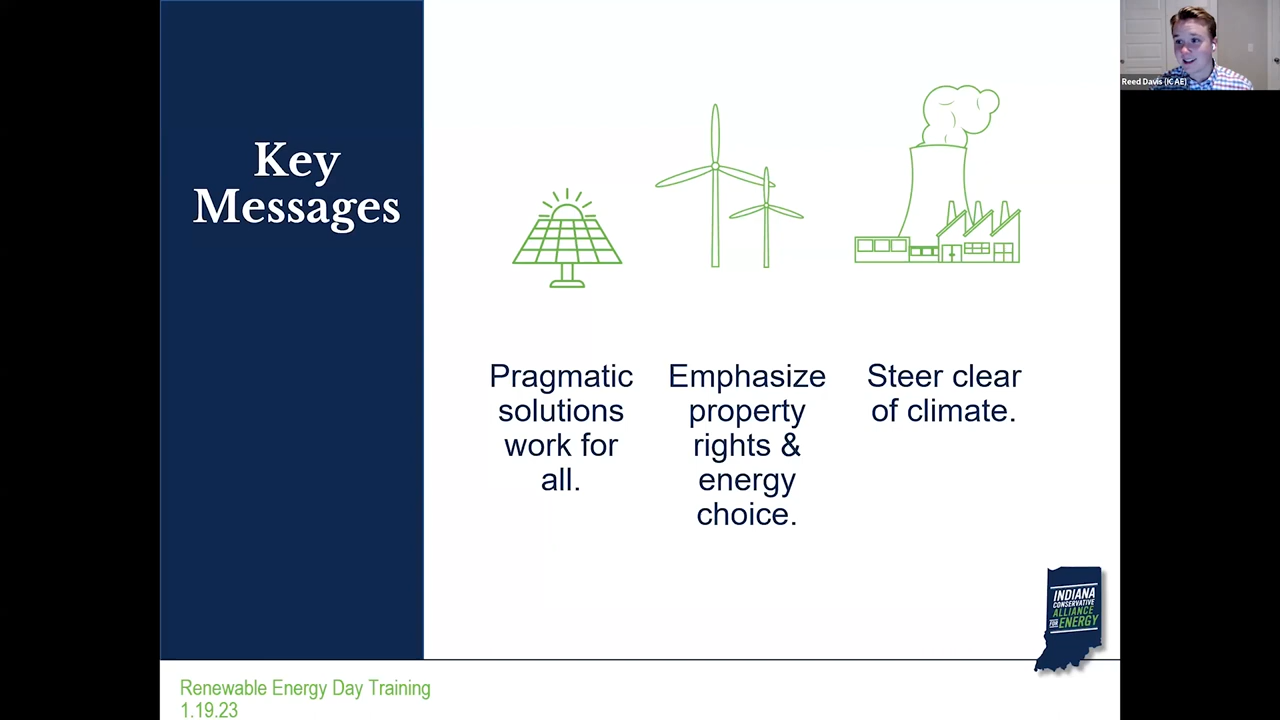 Key
Messages
Pragmatic
solutions
work for
all.
Emphasize
property
rights &
energy
choice.
Steer clear
of climate.
INDIANA
CONSERVATIVE
ALLIANCE
FOR ENERGY
Renewable Energy Day Training
1.19.23
Reed Davis (ICAE)